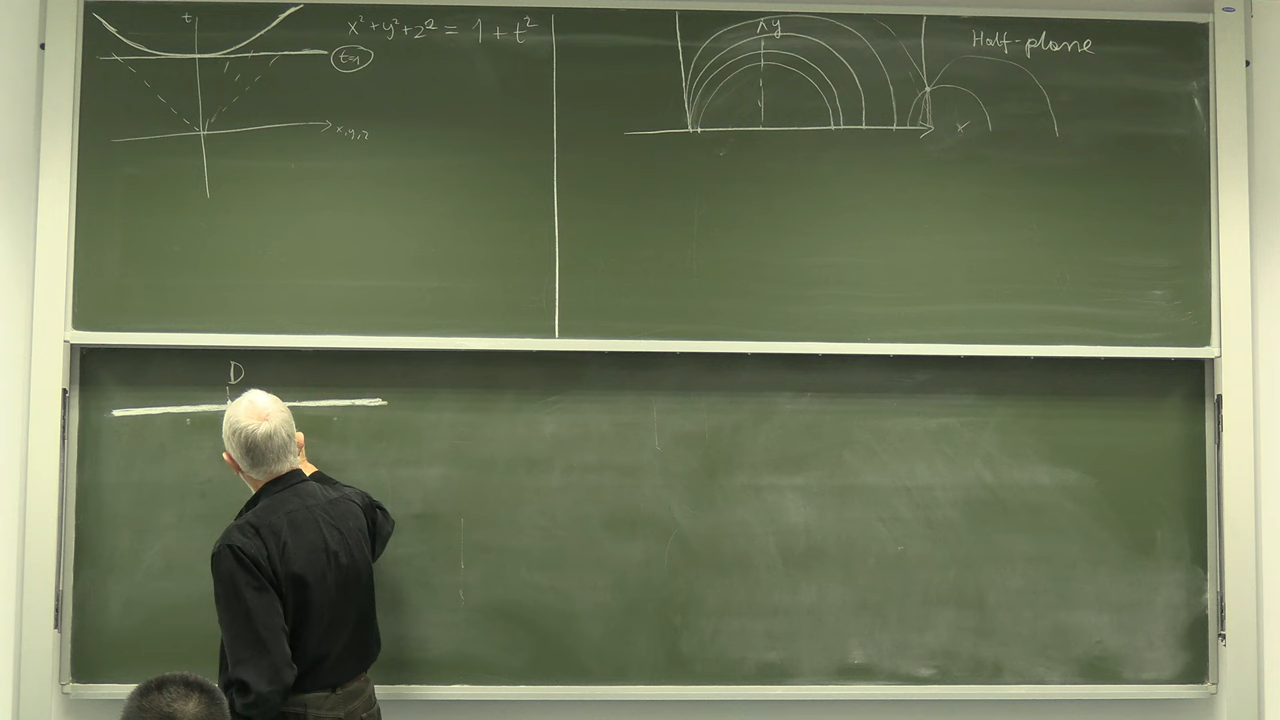 t
x² + y² + z² = 1 + t²
t=1
x,y,z
y
Half-plane
D